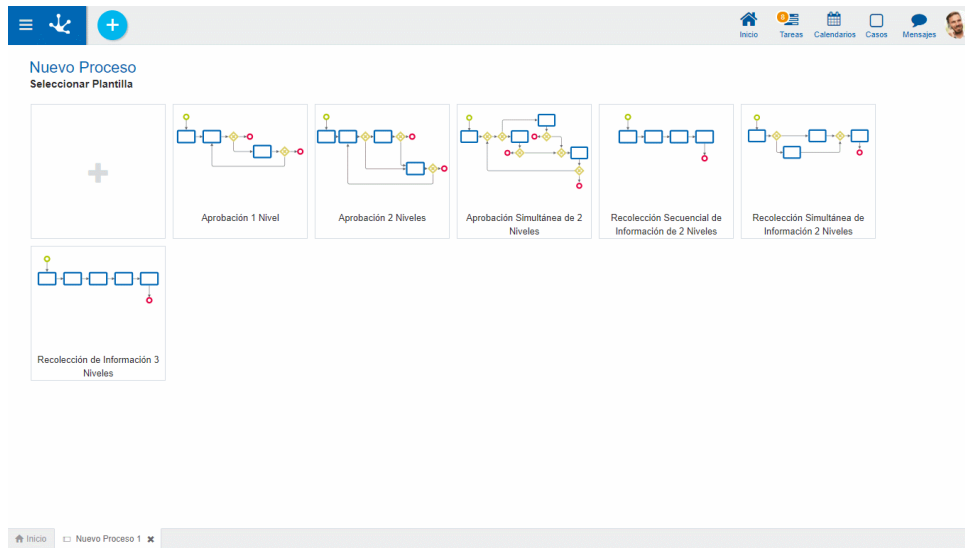 Inicio
8
Tareas
Calendarios
Casos
Mensajes
Nuevo Proceso
Seleccionar Plantilla
Aprobación 1 Nivel
Aprobación 2 Niveles
Aprobación Simultánea de 2
Niveles
Recolección Secuencial de
Información de 2 Niveles
Recolección Simultánea de
Información 2 Niveles
Recolección de Información 3
Niveles
Inicio
Nuevo Proceso 1